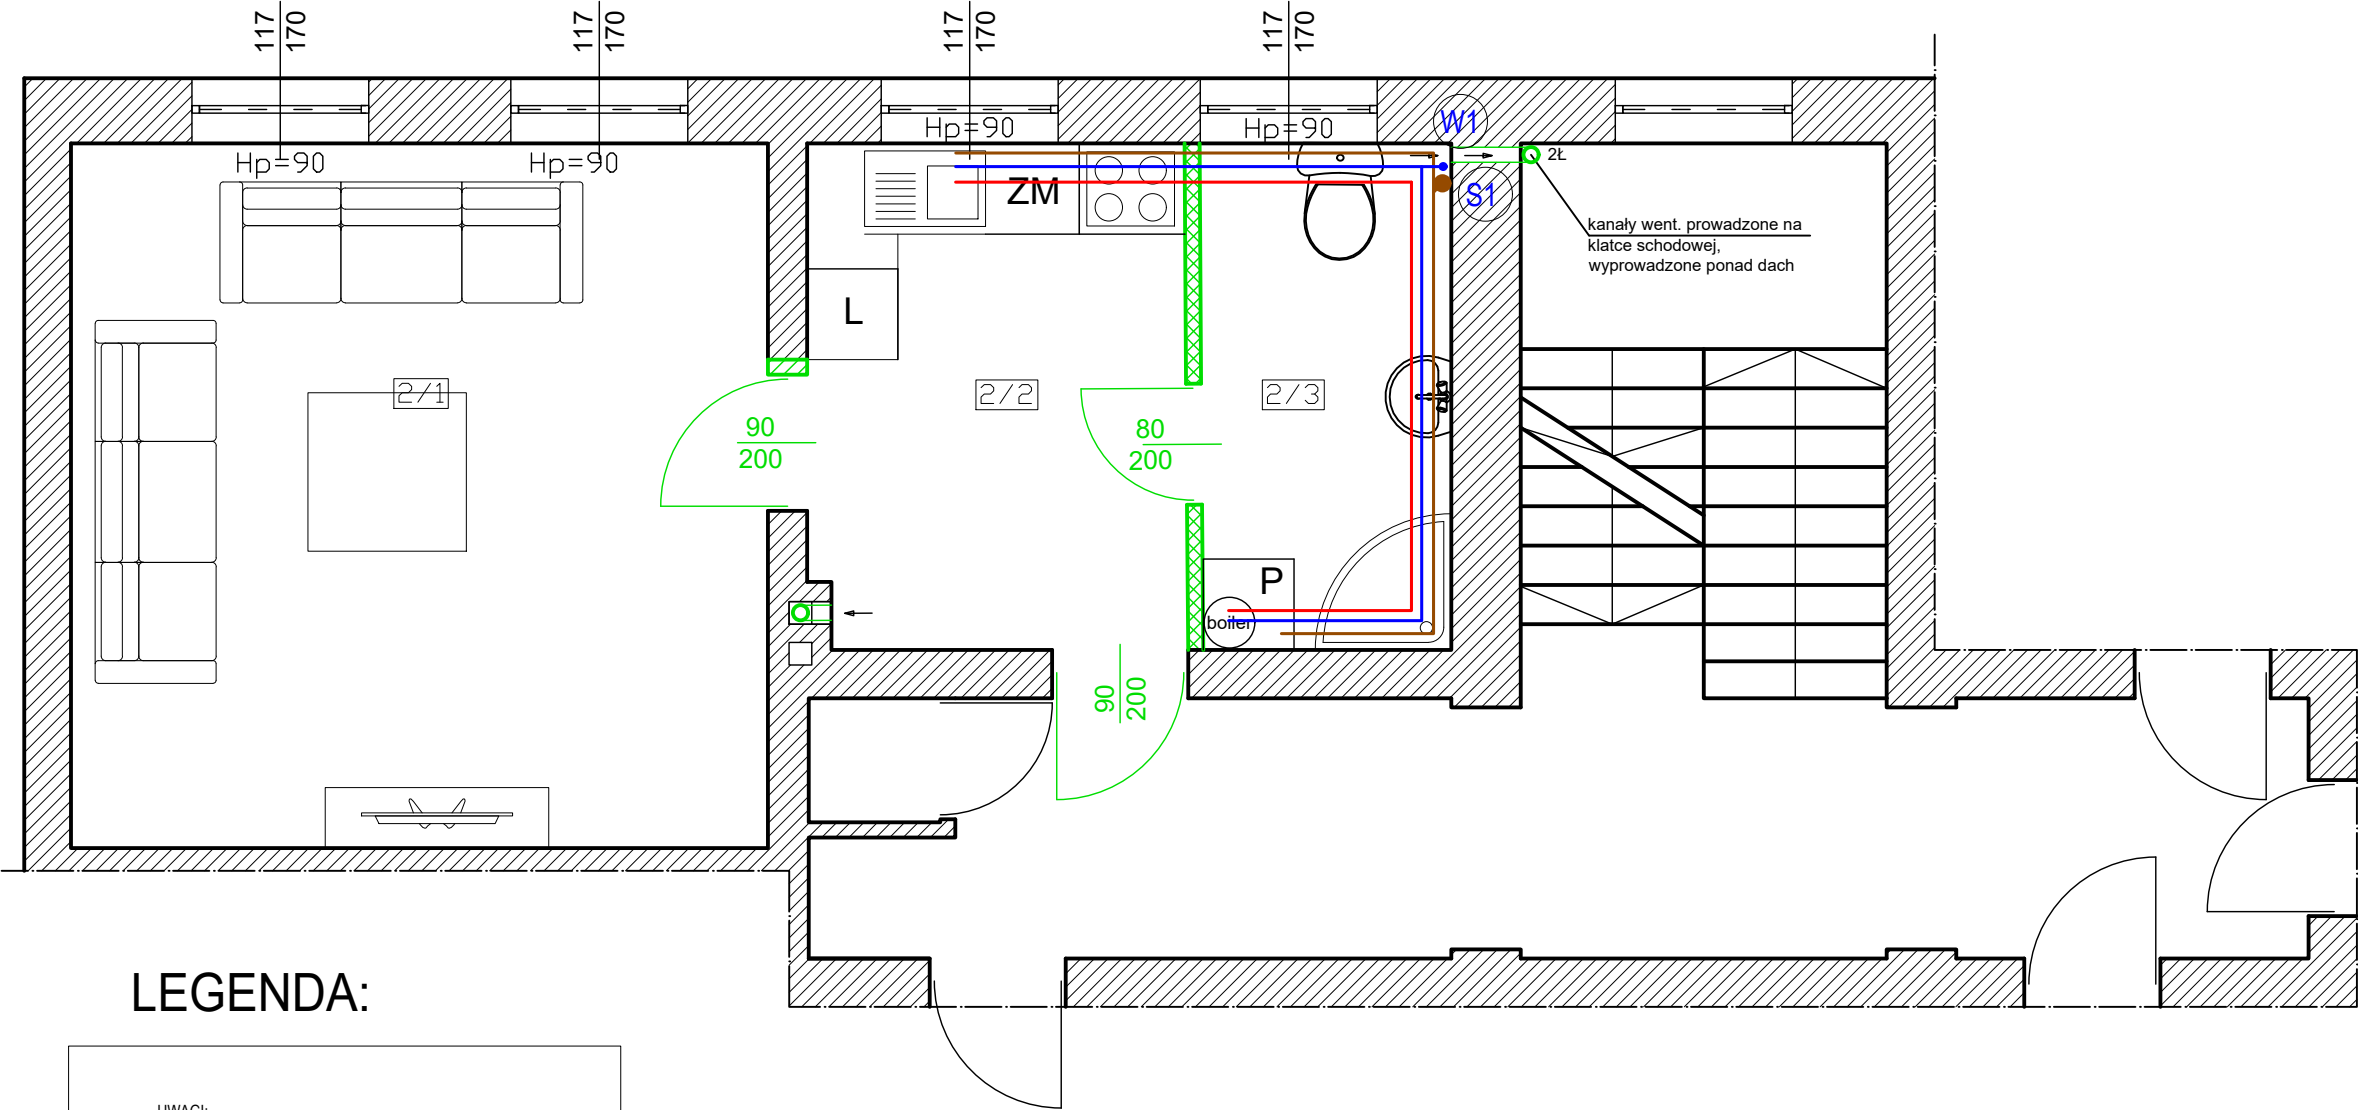 117
170
117
170
117
170
117
170
Hp=90
Hp=90
Hp=90
Hp=90
W1
S1
2Ł
ZM
L
kanały went. prowadzone na
klatce schodowej,
wyprowadzone ponad dach
2/1
2/2
2/3
90
200
80
200
P
boiler
90
200
LEGENDA:
UWAGI: